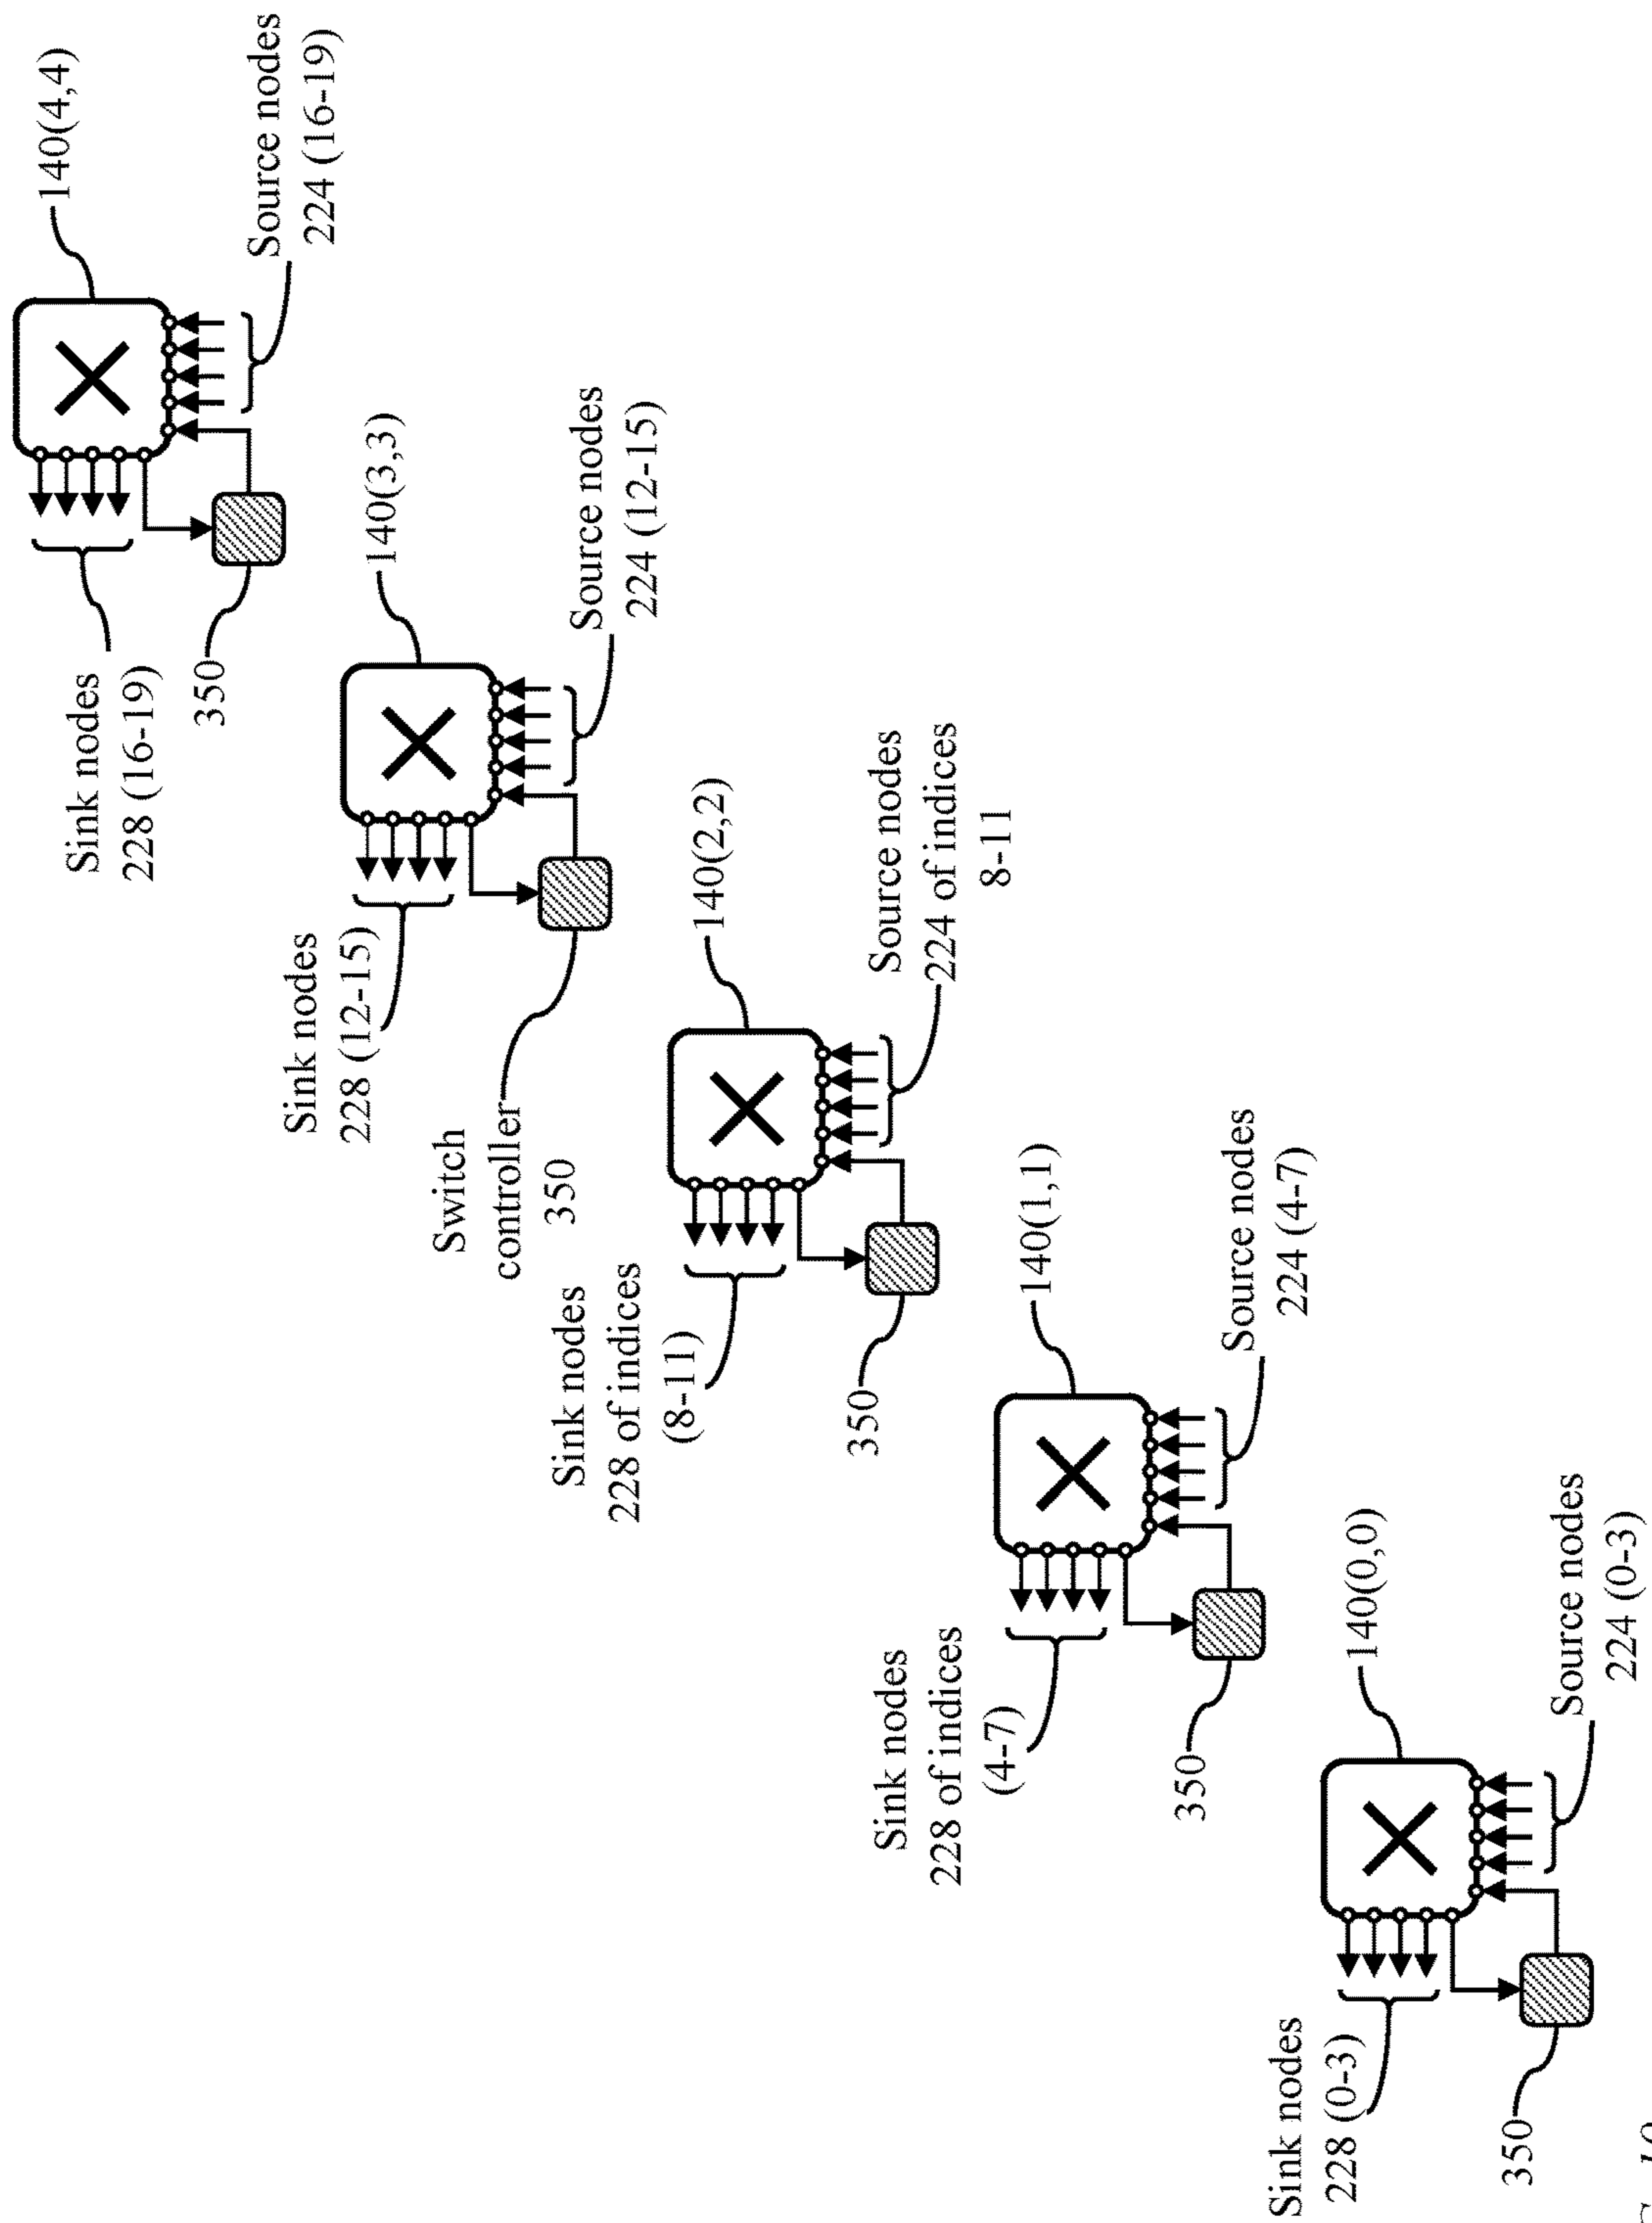 140(4,4)
Sink nodes
228 (16-19)
350
Source nodes
224 (16-19)
140(3,3)
Sink nodes
228 (12-15)
Switch
controller
350
Source nodes
224 (12-15)
140(2,2)
Sink nodes
228 of indices
(8-11)
350
Source nodes
224 of indices
8-11
140(1,1)
Sink nodes
228 of indices
(4-7)
350
Source nodes
224 (4-7)
140(0,0)
Sink nodes
228 (0-3)
350
Source nodes
224 (0-3)